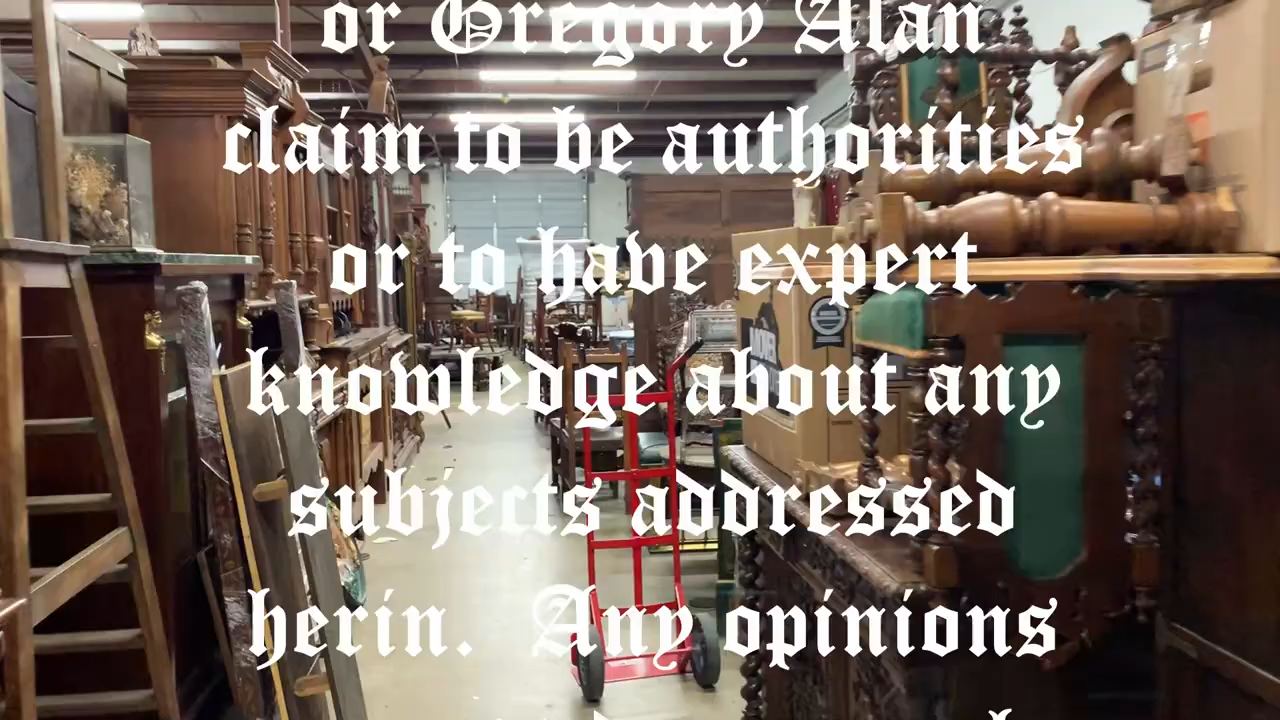 or Gregory Alan
claim to be authorities
or to have expert
knowledge about any
subjects addressed
herin. Any opinions